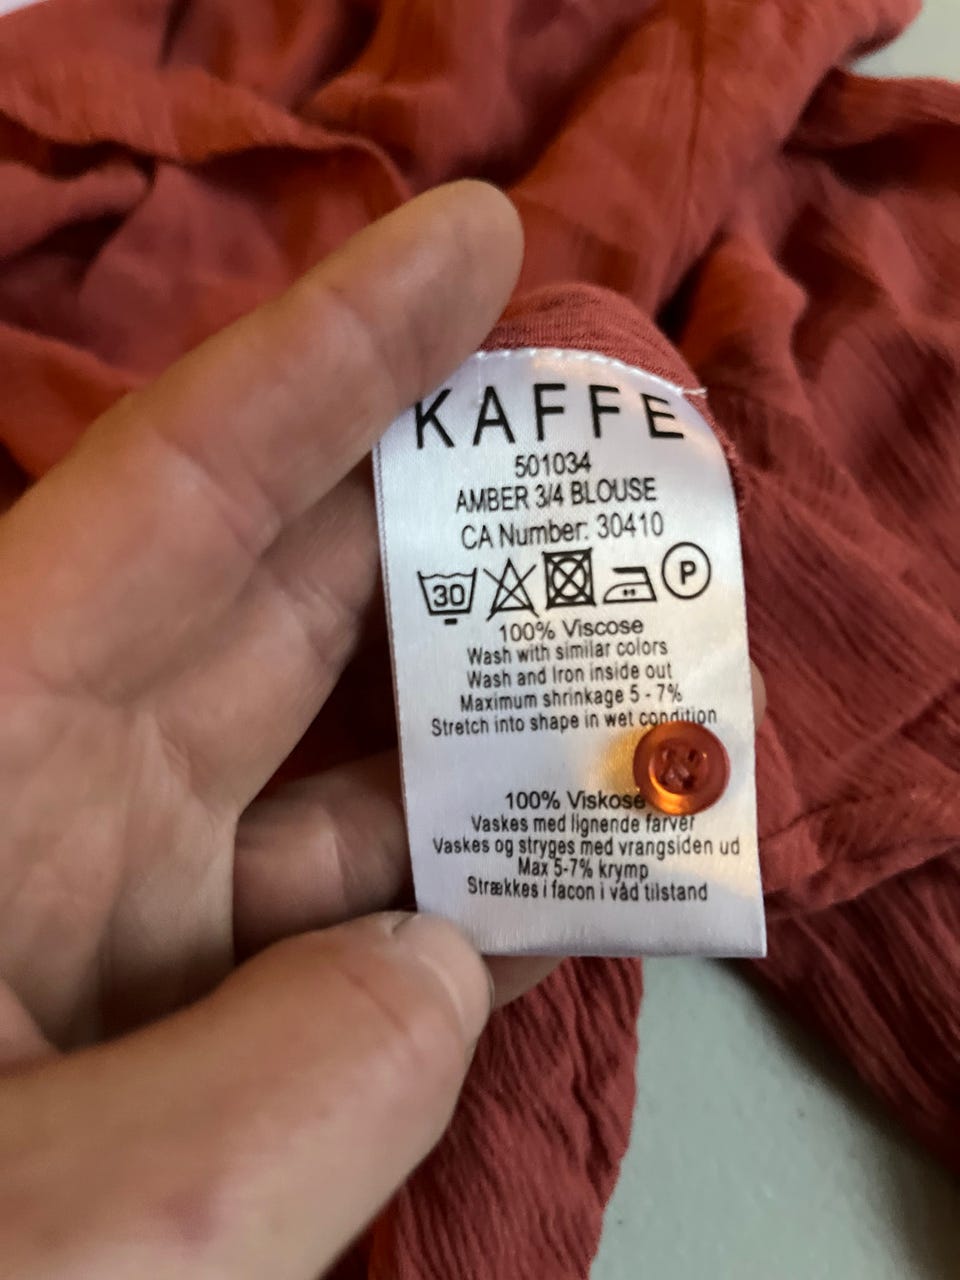 KAFFE
501034
AMBER 3/4 BLOUSE
CA Number: 30410
30 P
100% Viscose
Wash with similar colors
Wash and Iron inside out
Maximum shrinkage 5 - 7%
Stretch into shape in wet condition
100% Viskose
Vaskes med lignende farver
Vaskes og stryges med vrangsiden ud
Max 5-7% krymp
Strækkes i facon i våd tilstand